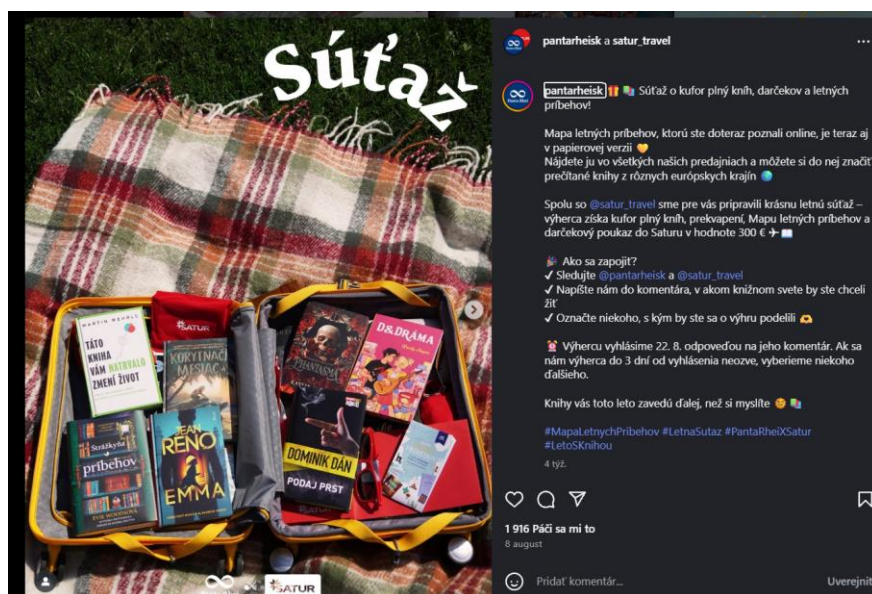 Súťaž
MARTIN WEHRLE
TÁTO
KNIHA
VÁM NATRVALO
ZMENÍ ŽIVOT
SATUR
KORYTNAČÍ
MESIAC
Strážkyňa
príbehov
EVIE WOODSOVÁ
JEAN
RENO
EMMA
PHANTASMA
D&DRÁMA
DOMINIK DÁN
PODAJ PRST
SATUR
SATUR
pantarheisk a satur_travel
pantarheisk 🎁 📚 Súťaž o kufor plný kníh, darčekov a letných
príbehov!
Mapa letných príbehov, ktorú ste doteraz poznali online, je teraz aj
v papierovej verzii 🧡
Nájdete ju vo všetkých našich predajniach a môžete si do nej značiť
prečítané knihy z rôznych európskych krajín 🌍
Spolu so @satur_travel sme pre vás pripravili krásnu letnú súťaž –
výherca získa kufor plný kníh, prekvapení, Mapu letných príbehov a
darčekový poukaz do Saturu v hodnote 300 € ✈📖
🎉 Ako sa zapojiť?
✓ Sledujte @pantarheisk a @satur_travel
✓ Napíšte nám do komentára, v akom knižnom svete by ste chceli
žiť
✓ Označte niekoho, s kým by ste sa o výhru podelili 🫶
⏰ Výhercu vyhlásime 22. 8. odpoveďou na jeho komentár. Ak sa
nám výherca do 3 dní od vyhlásenia neozve, vyberieme niekoho
ďalšieho.
Knihy vás toto leto zavedú ďalej, než si myslíte 😊 📚
#MapaLetnychPribehov #LetnaSutaz #PantaRheiXSatur
#LetoSKnihou
4 týž.
1 916 Páči sa mi to
8 august
Pridať komentár...
Uverejniť